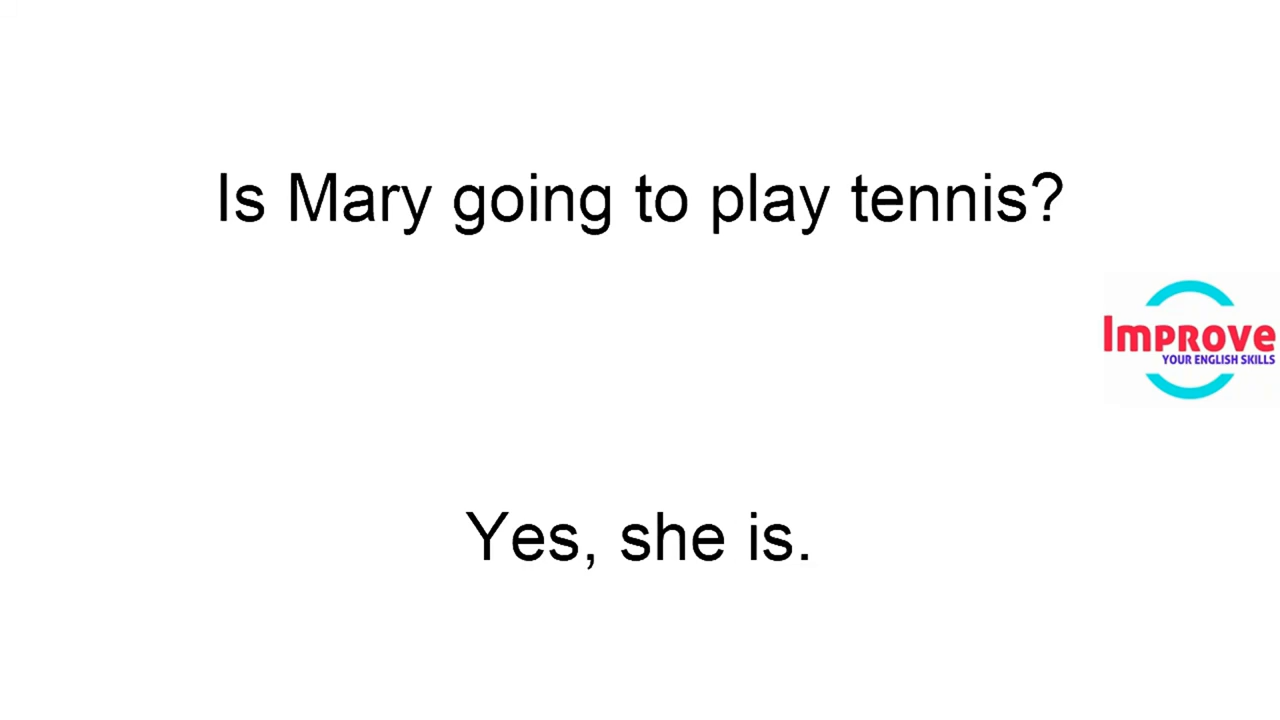 Is Mary going to play tennis?
Improve
YOUR ENGLISH SKILLS
Yes, she is.